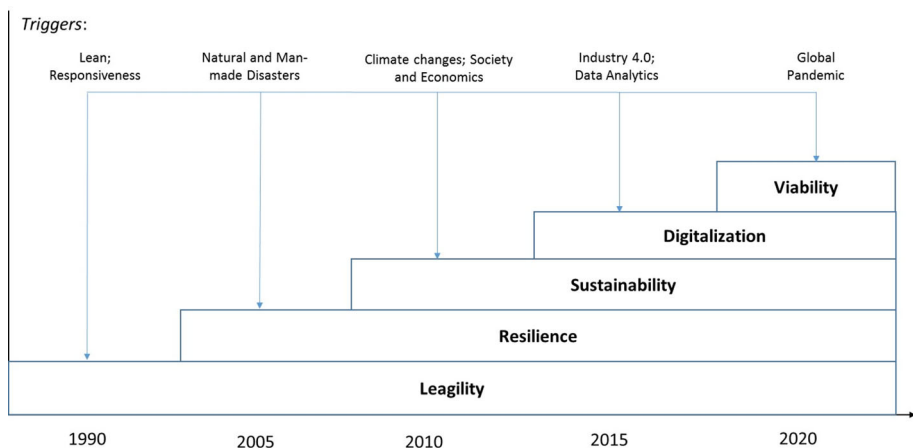 Triggers:
Lean;
Responsiveness
Natural and Man-
made Disasters
Climate changes; Society
and Economics
Industry 4.0;
Data Analytics
Global
Pandemic
Viability
Digitalization
Sustainability
Resilience
Leagility
1990
2005
2010
2015
2020